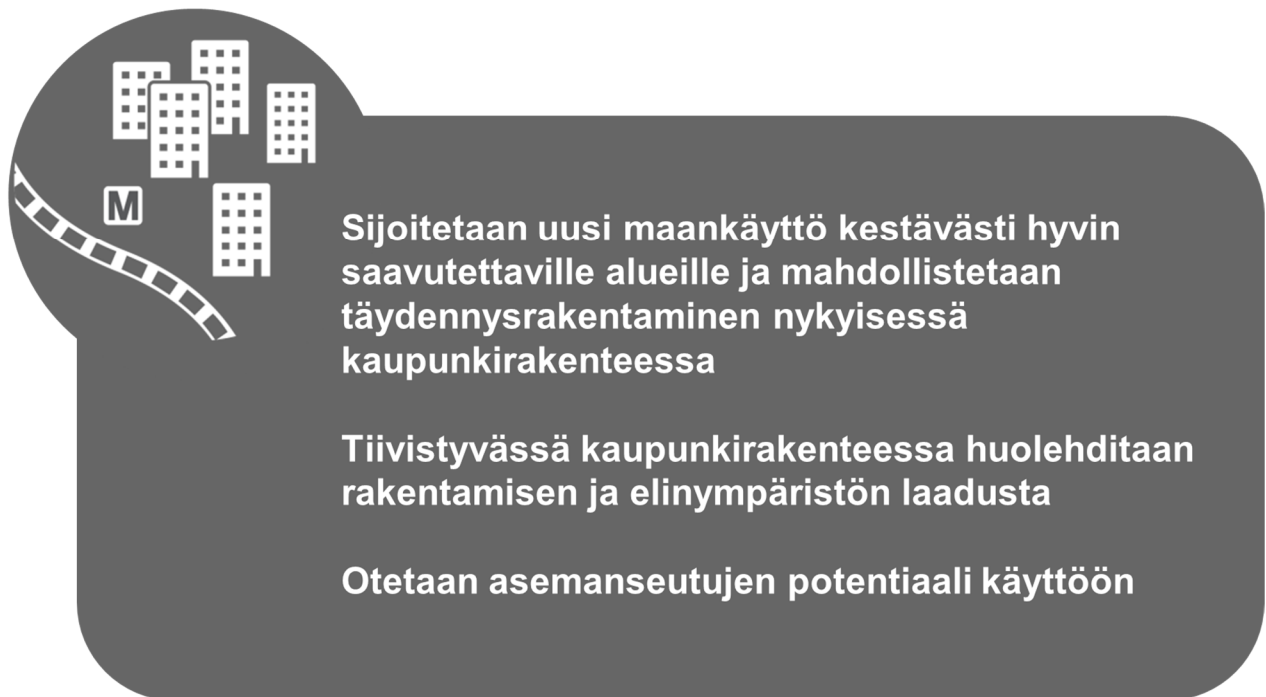 M
Sijoitetaan uusi maankäyttö kestävästi hyvin
saavutettaville alueille ja mahdollistetaan
täydennysrakentaminen nykyisessä
kaupunkirakenteessa
Tiivistyvässä kaupunkirakenteessa huolehditaan
rakentamisen ja elinympäristön laadusta
Otetaan asemanseutujen potentiaali käyttöön